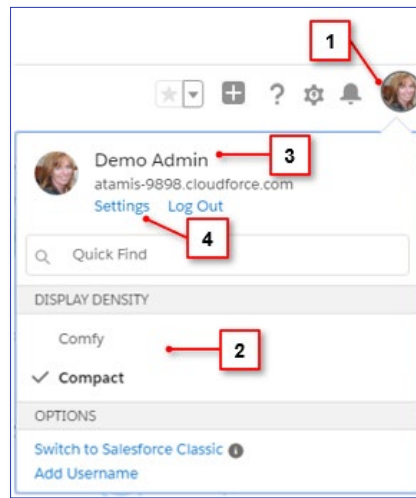 1
Demo Admin
3
atamis-9898.cloudforce.com
Settings Log Out
4
Quick Find
DISPLAY DENSITY
Comfy
2
Compact
OPTIONS
Switch to Salesforce Classic
Add Username